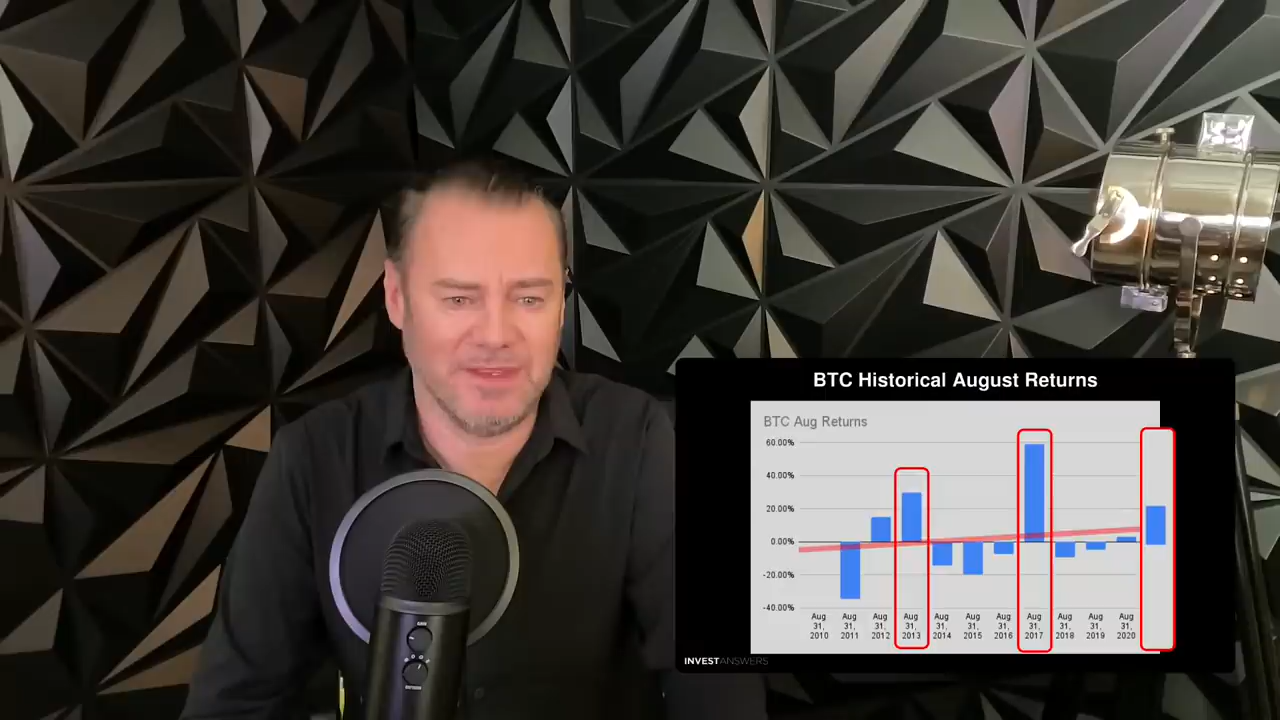 BTC Historical August Returns
BTC Aug Returns
60.00%
40.00%
20.00%
0.00%
-20.00%
-40.00%
Aug 31, 2010
Aug 31, 2011
Aug 31, 2012
Aug 31, 2013
Aug 31, 2014
Aug 31, 2015
Aug 31, 2016
Aug 31, 2017
Aug 31, 2018
Aug 31, 2019
Aug 31, 2020
INVESTANSWERS